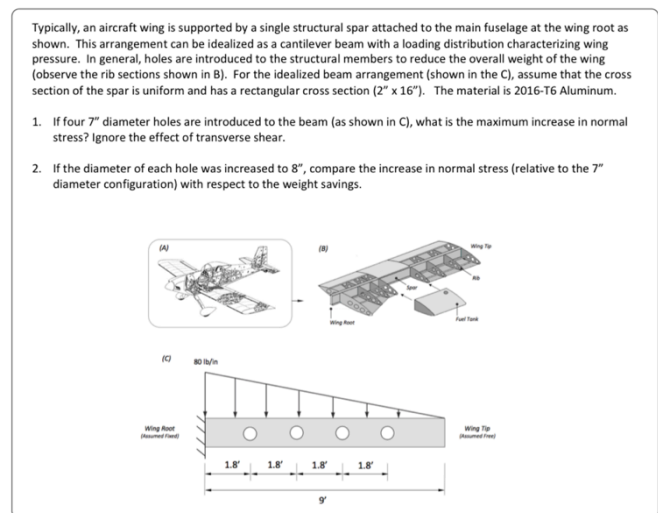 Typically, an aircraft wing is supported by a single structural spar attached to the main fuselage at the wing root as
shown. This arrangement can be idealized as a cantilever beam with a loading distribution characterizing wing
pressure. In general, holes are introduced to the structural members to reduce the overall weight of the wing
(observe the rib sections shown in B). For the idealized beam arrangement (shown in the C), assume that the cross
section of the spar is uniform and has a rectangular cross section (2" x 16"). The material is 2016-T6 Aluminum.
1. If four 7" diameter holes are introduced to the beam (as shown in C), what is the maximum increase in normal
stress? Ignore the effect of transverse shear.
2. If the diameter of each hole was increased to 8", compare the increase in normal stress (relative to the 7"
diameter configuration) with respect to the weight savings.
(A)
(B)
Wing Tip
Rib
Spar
Fuel Tank
Wing Root
(C)
80 lb/in
Wing Root
(Assumed Fixed)
Wing Tip
(Assumed Free)
1.8' 1.8' 1.8' 1.8'
9'